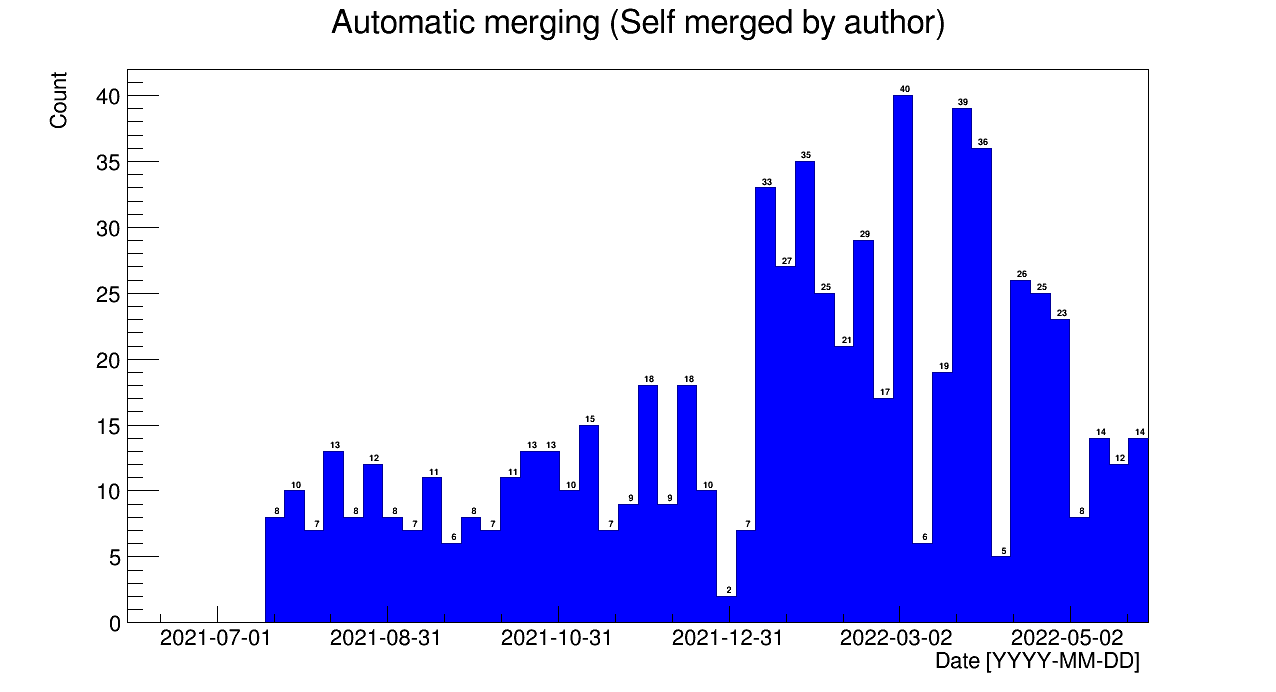 Automatic merging (Self merged by author)
Count
40
35
30
25
20
15
10
5
0
8 10 7 13 8 12 8 7 11 6 8 7 11 13 13 10 15 7 9 18 9 18 10 2 7 33 27 35 25 21 29 17 40 6 19 39 36 5 26 25 23 8 14 12 14
2021-07-01 2021-08-31 2021-10-31 2021-12-31 2022-03-02 2022-05-02
Date [YYYY-MM-DD]